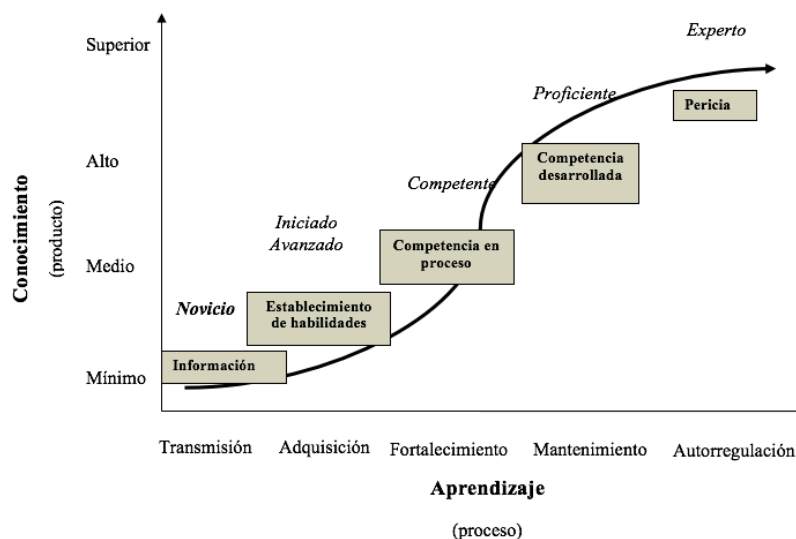 Superior
Experto
Proficiente
Pericia
Alto
Competencia
desarrollada
Competente
Iniciado
Avanzado
Competencia en
proceso
Medio
Conocimiento
(producto)
Novicio
Establecimiento
de habilidades
Información
Mínimo
Transmisión
Adquisición
Fortalecimiento
Mantenimiento
Autorregulación
Aprendizaje
(proceso)